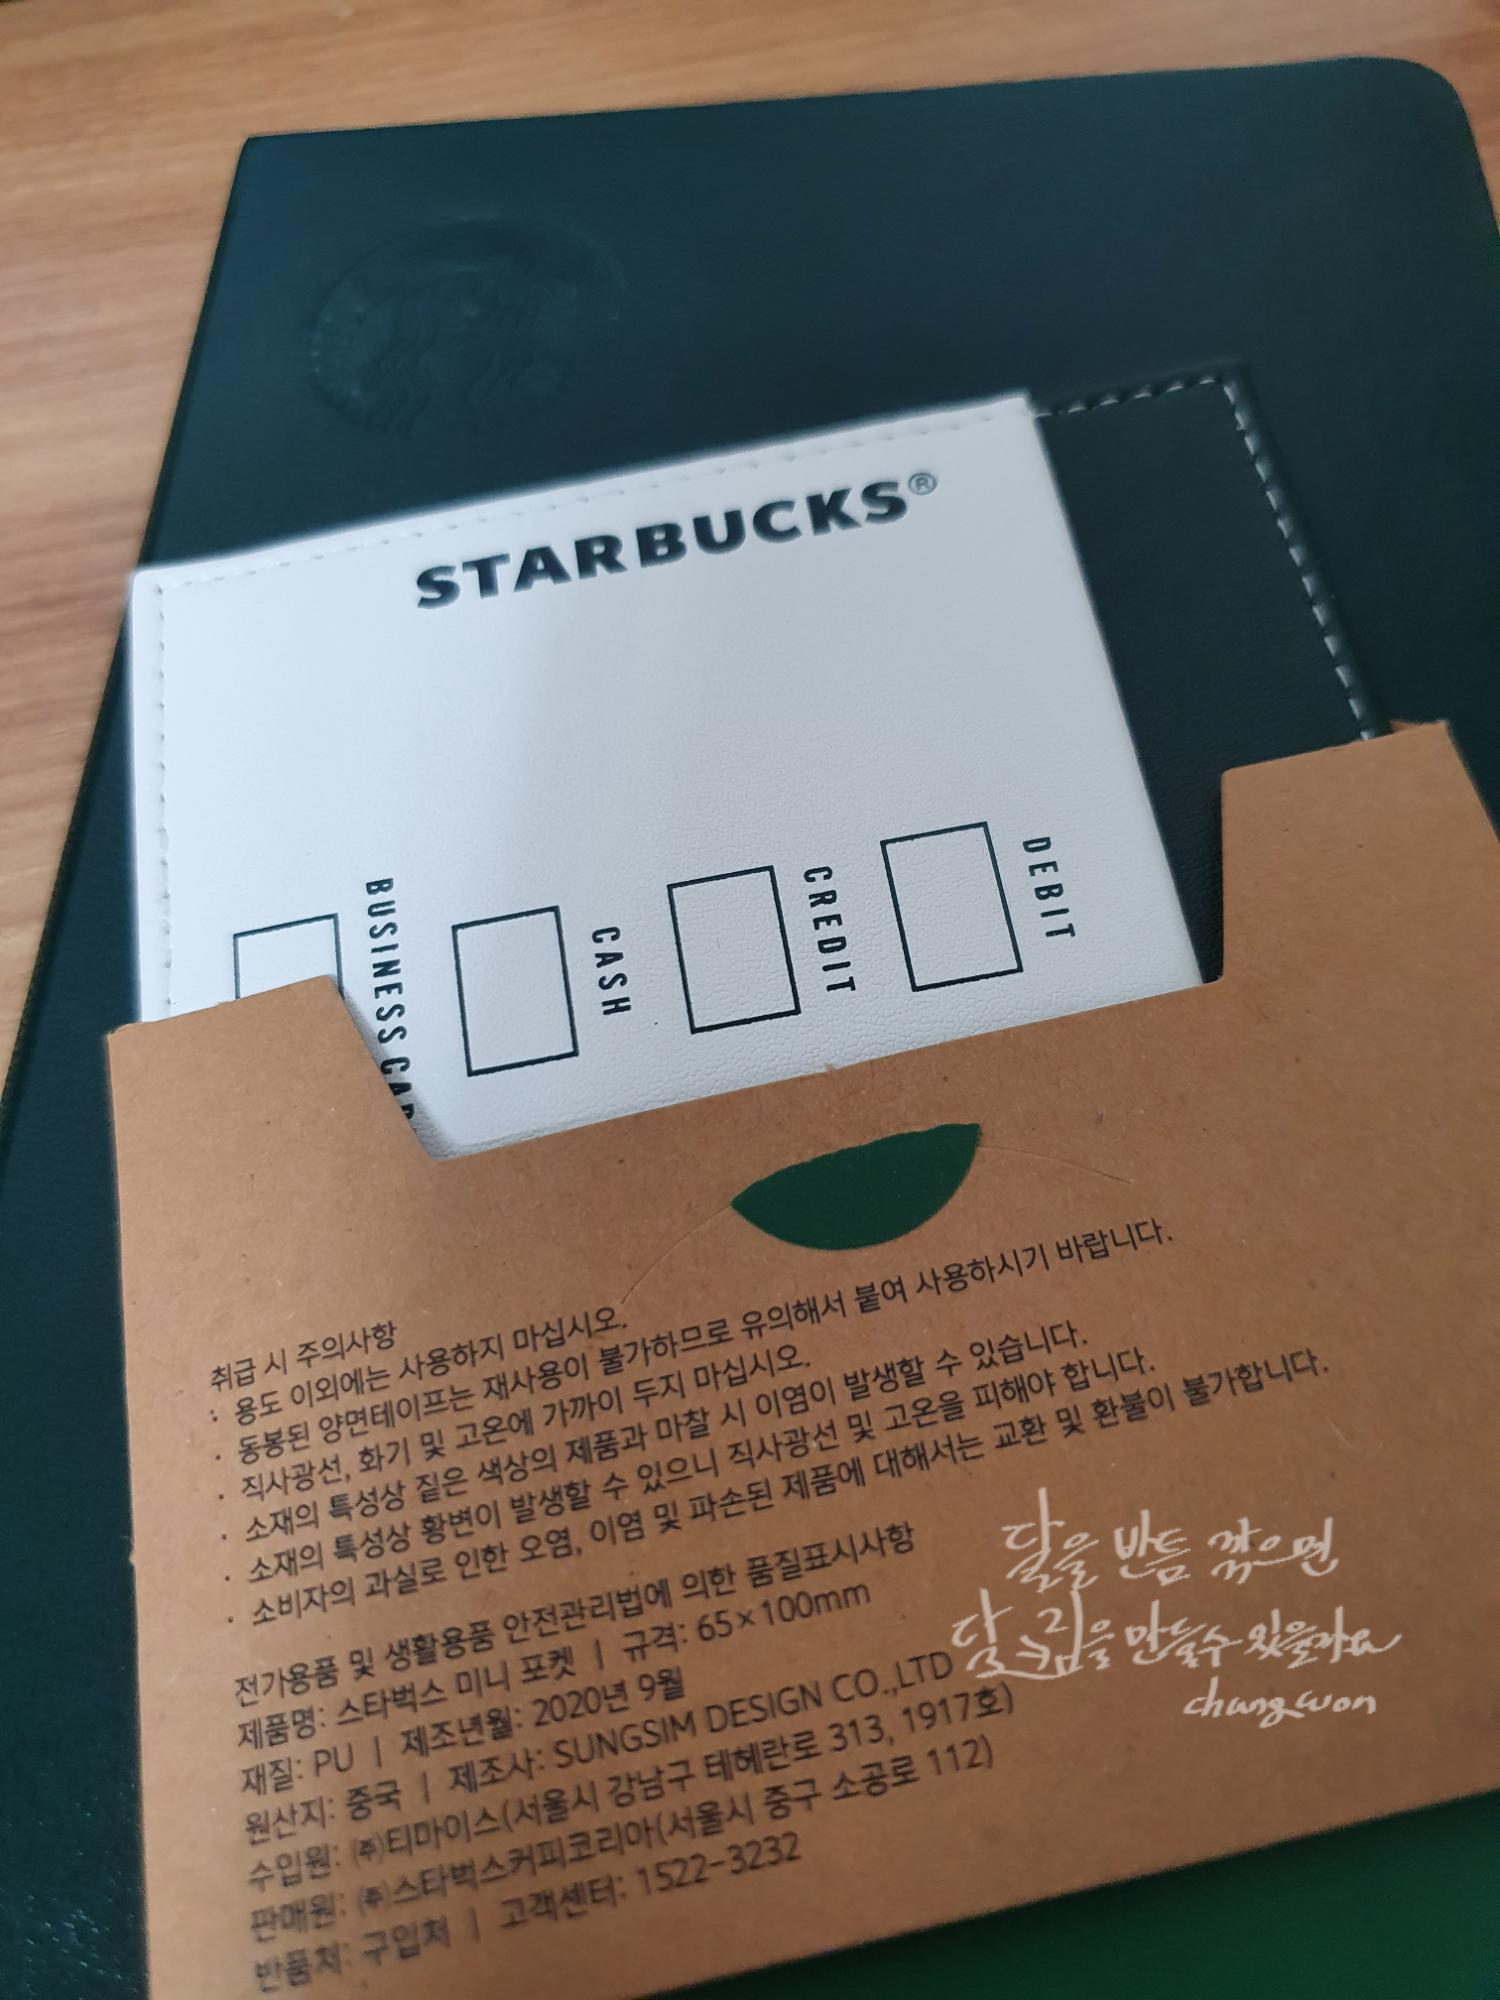 STARBUCKS®
DEBIT
CREDIT
CASH
BUSINESS CAR
취급 시 주의사항
· 용도 이외에는 사용하지 마십시오.
· 동봉된 양면테이프는 재사용이 불가하므로 유의해서 붙여 사용하시기 바랍니다.
· 직사광선, 화기 및 고온에 가까이 두지 마십시오.
· 소재의 특성상 짙은 색상의 제품과 마찰 시 이염이 발생할 수 있습니다.
· 소재의 특성상 황변이 발생할 수 있으니 직사광선 및 고온을 피해야 합니다.
· 소비자의 과실로 인한 오염, 이염 및 파손된 제품에 대해서는 교환 및 환불이 불가합니다.
전기용품 및 생활용품 안전관리법에 의한 품질표시사항
제품명: 스타벅스 미니 포켓 | 규격: 65×100mm
재질: PU | 제조년월: 2020년 9월
원산지: 중국 | 제조사: SUNGSIM DESIGN CO.,LTD
수입원: ㈜티마이스(서울시 강남구 테헤란로 313, 1917호)
판매원: ㈜스타벅스커피코리아(서울시 중구 소공로 112)
반품처: 구입처 | 고객센터: 1522-3232
달을 반듬 깎으면
담김을 만들수 있을까요
changwon